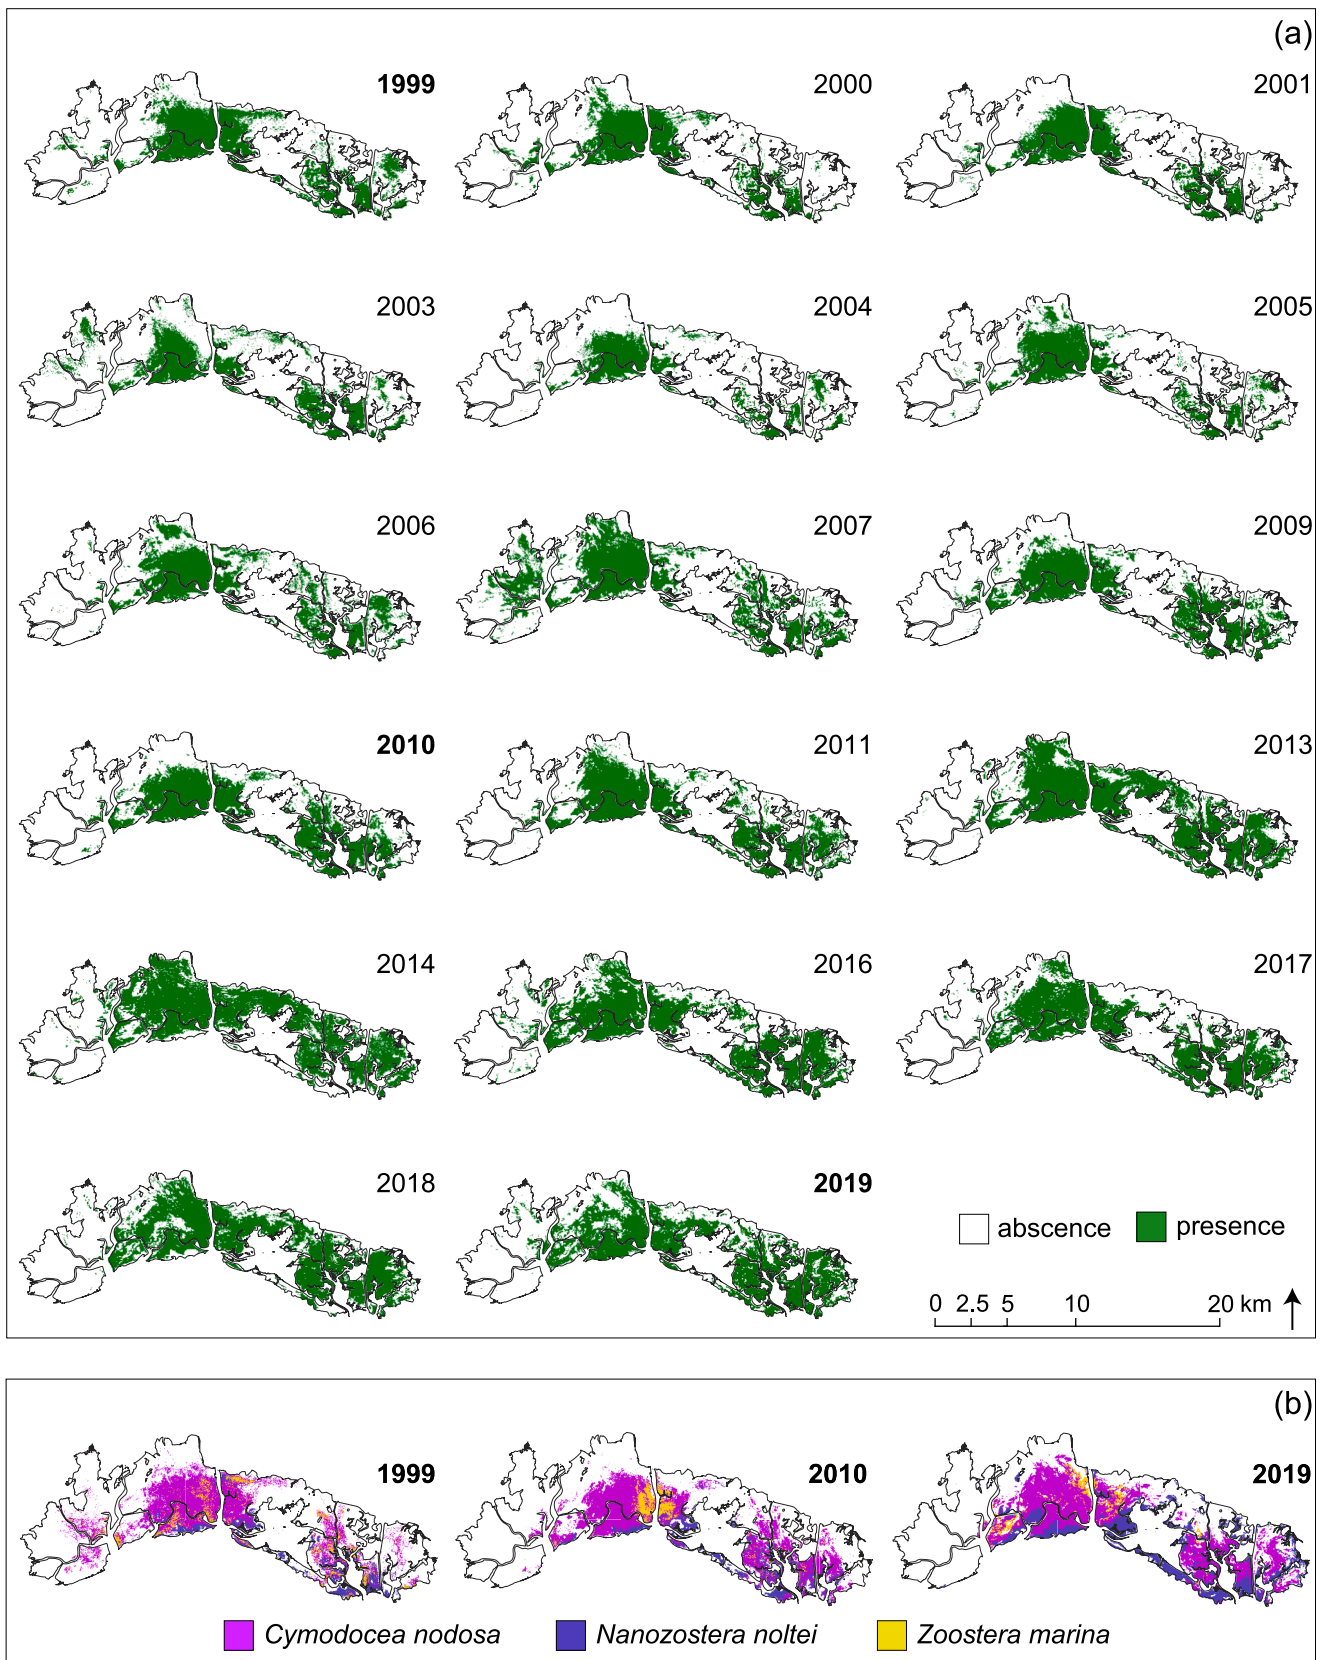 (a)
1999 2000 2001
2003 2004 2005
2006 2007 2009
2010 2011 2013
2014 2016 2017
2018 2019
abscence presence
0 2.5 5 10 20 km
(b)
1999 2010 2019
Cymodocea nodosa Nanozostera noltei Zoostera marina